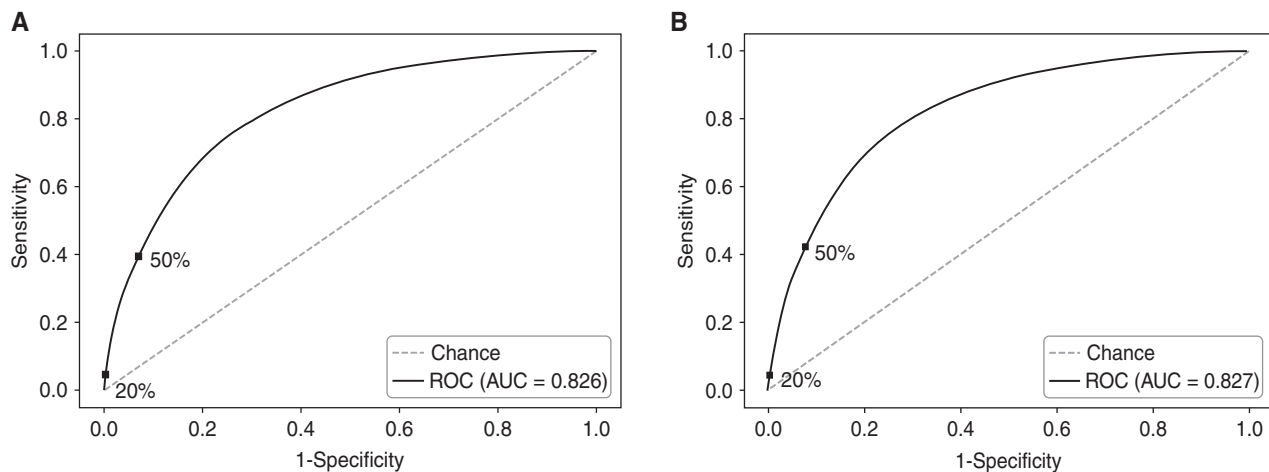 A
1.0
0.8
0.6
0.4
0.2
0.0
Sensitivity
50%
20%
Chance
ROC (AUC = 0.826)
0.0 0.2 0.4 0.6 0.8 1.0
1-Specificity
B
1.0
0.8
0.6
0.4
0.2
0.0
Sensitivity
50%
20%
Chance
ROC (AUC = 0.827)
0.0 0.2 0.4 0.6 0.8 1.0
1-Specificity